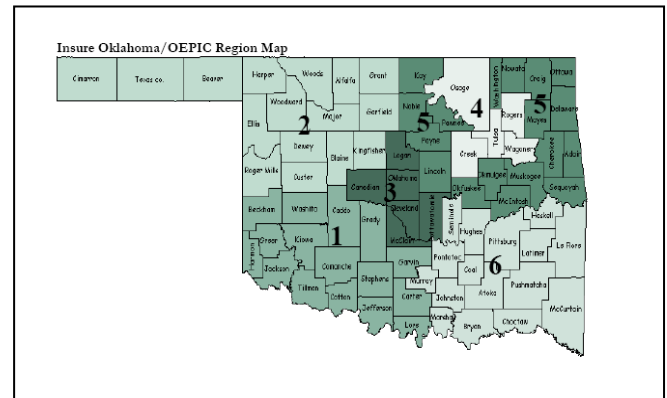 Insure Oklahoma/OEPIC Region Map
Cimarron Texas co. Beaver Harper Woods Alfalfa Grant Kay Osage Washington Nowata Craig Ottawa
Woodward Major Garfield Noble Pawnee Rogers Mayes Delaware
2 4 5
Ellis Dewey Blaine Kingfisher Logan Payne 5 Creek Tulsa Wagoner Cherokee Adair
Roger Mills Custer Canadian Oklahoma Lincoln Okfuskee Okmulgee Muskogee Sequoyah
3
Beckham Washita Caddo Grady Cleveland Pottawatomie Seminole Hughes McIntosh Haskell
1
Greer Kiowa McClain Pittsburg Latimer Le Flore
Harmon Jackson Comanche Stephens Garvin Pontotoc Coal 6
Tillman Cotton Jefferson Carter Murray Johnston Atoka Pushmataha McCurtain
Love Bryan Choctaw